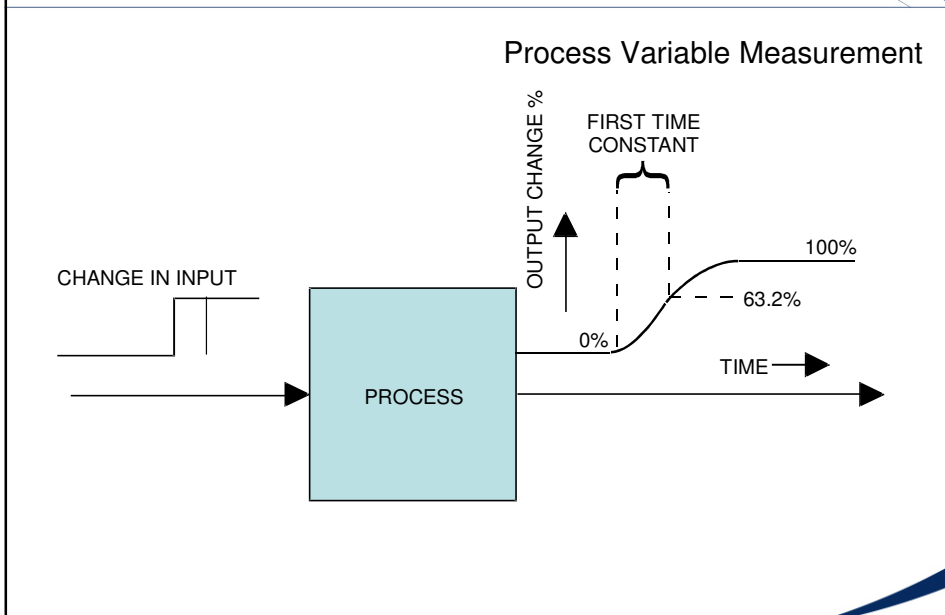 Process Variable Measurement
OUTPUT CHANGE %
FIRST TIME
CONSTANT
100%
CHANGE IN INPUT
63.2%
0%
TIME
PROCESS